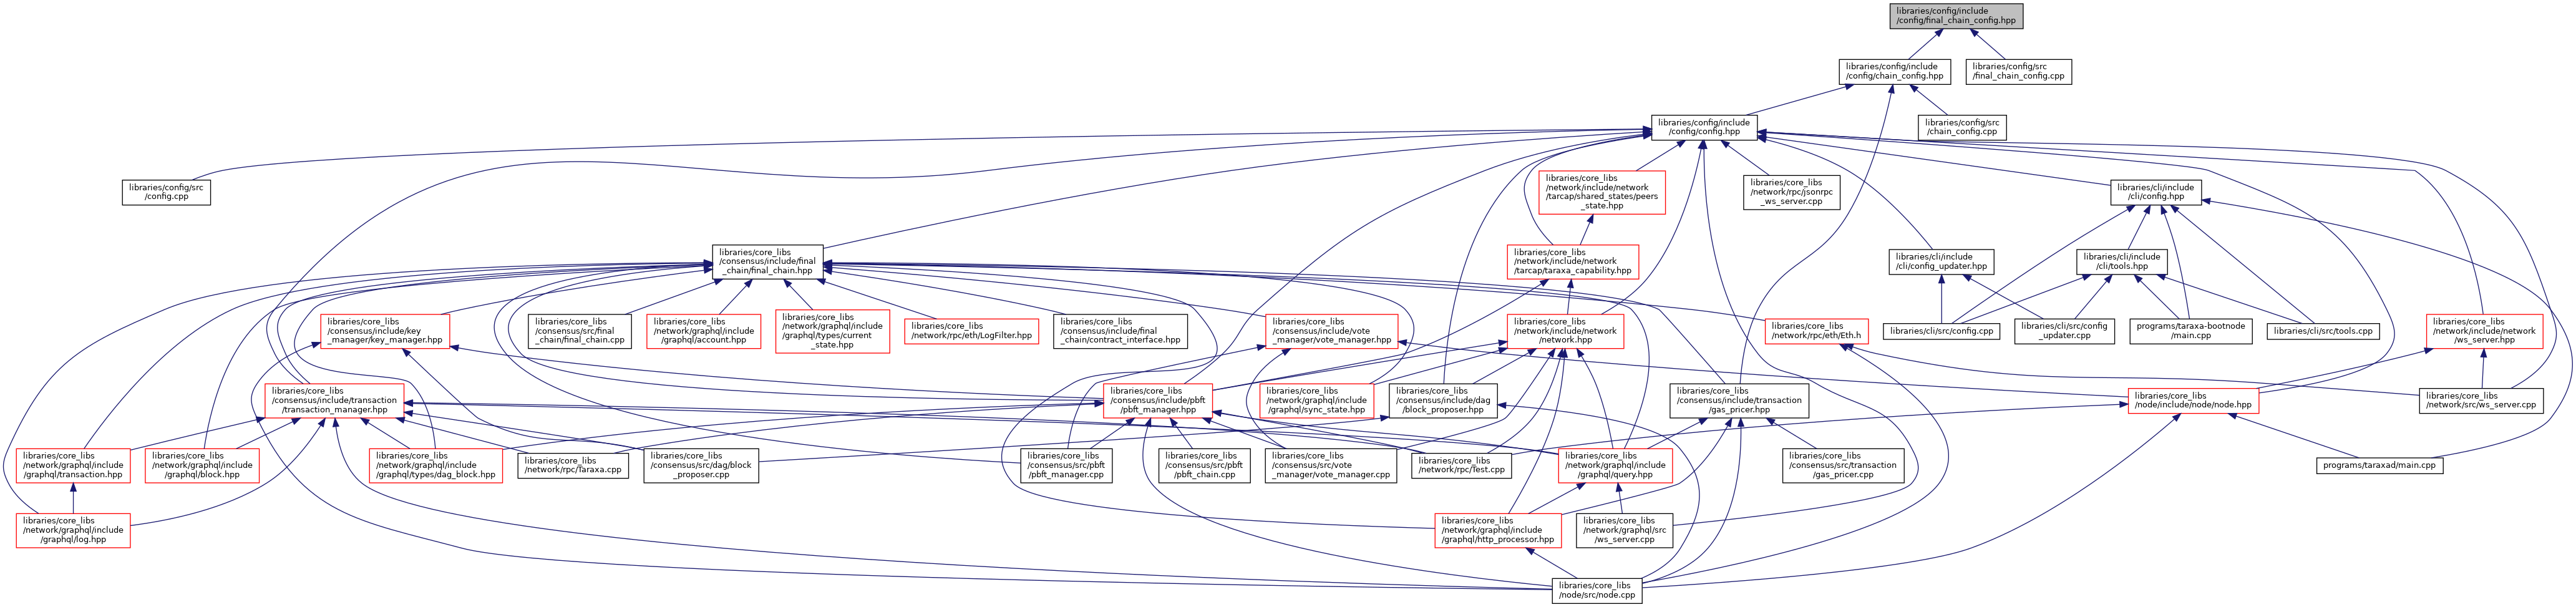 libraries/config/include
/config/final_chain_config.hpp
libraries/config/include
/config/chain_config.hpp
libraries/config/src
/final_chain_config.cpp
libraries/config/include
/config/config.hpp
libraries/config/src
/chain_config.cpp
libraries/config/src
/config.cpp
libraries/core_libs
/network/include/network
/tarcap/shared_states/peers
_state.hpp
libraries/core_libs
/network/rpc/jsonrpc
_ws_server.cpp
libraries/cli/include
/cli/config.hpp
libraries/core_libs
/consensus/include/final
_chain/final_chain.hpp
libraries/core_libs
/network/include/network
/tarcap/taraxa_capability.hpp
libraries/cli/include
/cli/config_updater.hpp
libraries/cli/include
/cli/tools.hpp
libraries/core_libs
/consensus/include/key
_manager/key_manager.hpp
libraries/core_libs
/consensus/src/final
_chain/final_chain.cpp
libraries/core_libs
/network/graphql/include
/graphql/account.hpp
libraries/core_libs
/network/graphql/include
/graphql/types/current
_state.hpp
libraries/core_libs
/network/rpc/eth/LogFilter.hpp
libraries/core_libs
/consensus/include/final
_chain/contract_interface.hpp
libraries/core_libs
/consensus/include/vote
_manager/vote_manager.hpp
libraries/core_libs
/network/include/network
/network.hpp
libraries/core_libs
/network/rpc/eth/Eth.h
libraries/cli/src/config.cpp
libraries/cli/src/config
_updater.cpp
programs/taraxa-bootnode
/main.cpp
libraries/cli/src/tools.cpp
libraries/core_libs
/network/include/network
/ws_server.hpp
libraries/core_libs
/consensus/include/transaction
/transaction_manager.hpp
libraries/core_libs
/consensus/include/pbft
/pbft_manager.hpp
libraries/core_libs
/network/graphql/include
/graphql/sync_state.hpp
libraries/core_libs
/consensus/include/dag
/block_proposer.hpp
libraries/core_libs
/consensus/include/transaction
/gas_pricer.hpp
libraries/core_libs
/node/include/node/node.hpp
libraries/core_libs
/network/src/ws_server.cpp
libraries/core_libs
/network/graphql/include
/graphql/transaction.hpp
libraries/core_libs
/network/graphql/include
/graphql/block.hpp
libraries/core_libs
/network/graphql/include
/graphql/types/dag_block.hpp
libraries/core_libs
/network/rpc/Taraxa.cpp
libraries/core_libs
/consensus/src/dag/block
_proposer.cpp
libraries/core_libs
/consensus/src/pbft
/pbft_manager.cpp
libraries/core_libs
/consensus/src/pbft
/pbft_chain.cpp
libraries/core_libs
/consensus/src/vote
_manager/vote_manager.cpp
libraries/core_libs
/network/rpc/Test.cpp
libraries/core_libs
/network/graphql/include
/graphql/query.hpp
libraries/core_libs
/consensus/src/transaction
/gas_pricer.cpp
programs/taraxad/main.cpp
libraries/core_libs
/network/graphql/include
/graphql/log.hpp
libraries/core_libs
/network/graphql/include
/graphql/http_processor.hpp
libraries/core_libs
/network/graphql/src
/ws_server.cpp
libraries/core_libs
/node/src/node.cpp